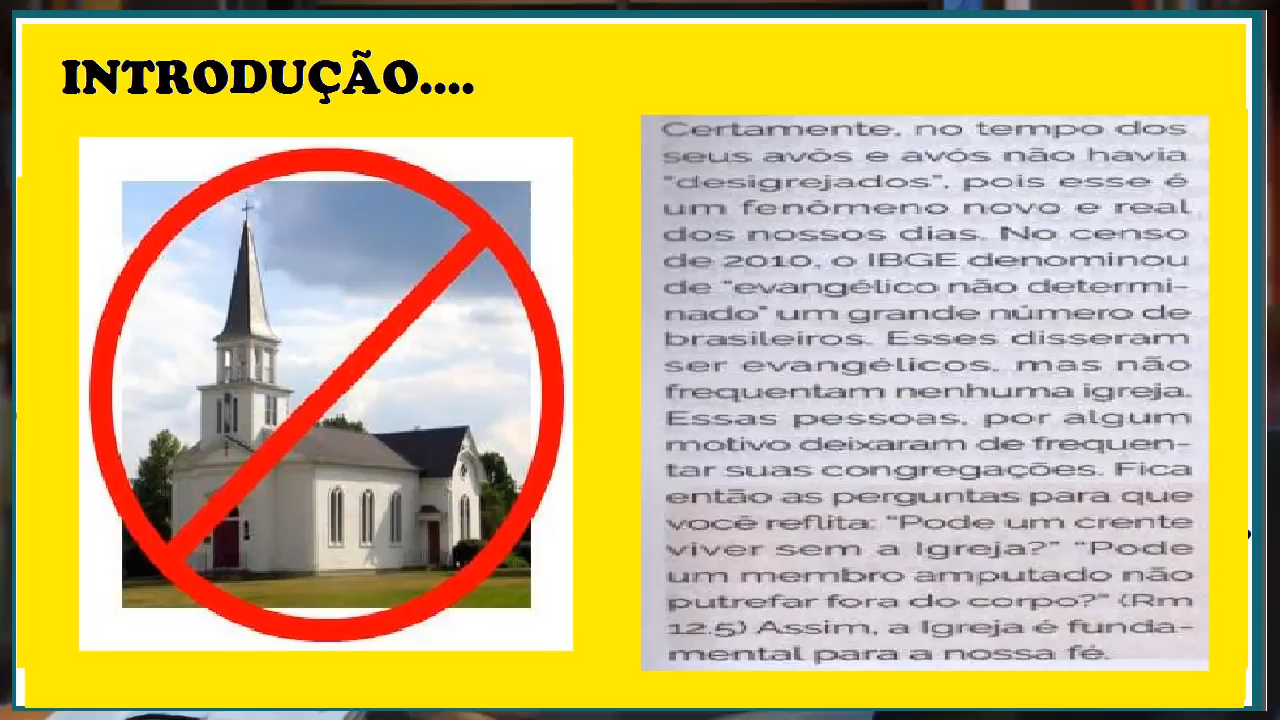 INTRODUÇÃO....
Certamente, no tempo dos
seus avôs e avós não havia
"desigrejados", pois esse é
um fenômeno novo e real
dos nossos dias. No censo
de 2010, o IBGE denominou
de "evangélico não determi-
nado" um grande número de
brasileiros. Esses disseram
ser evangélicos, mas não
frequentam nenhuma igreja.
Essas pessoas, por algum
motivo deixaram de frequen-
tar suas congregações. Fica
então as perguntas para que
você reflita: "Pode um crente
viver sem a Igreja?" "Pode
um membro amputado não
putrefar fora do corpo?" (Rm
12.5) Assim, a Igreja é funda-
mental para a nossa fé.